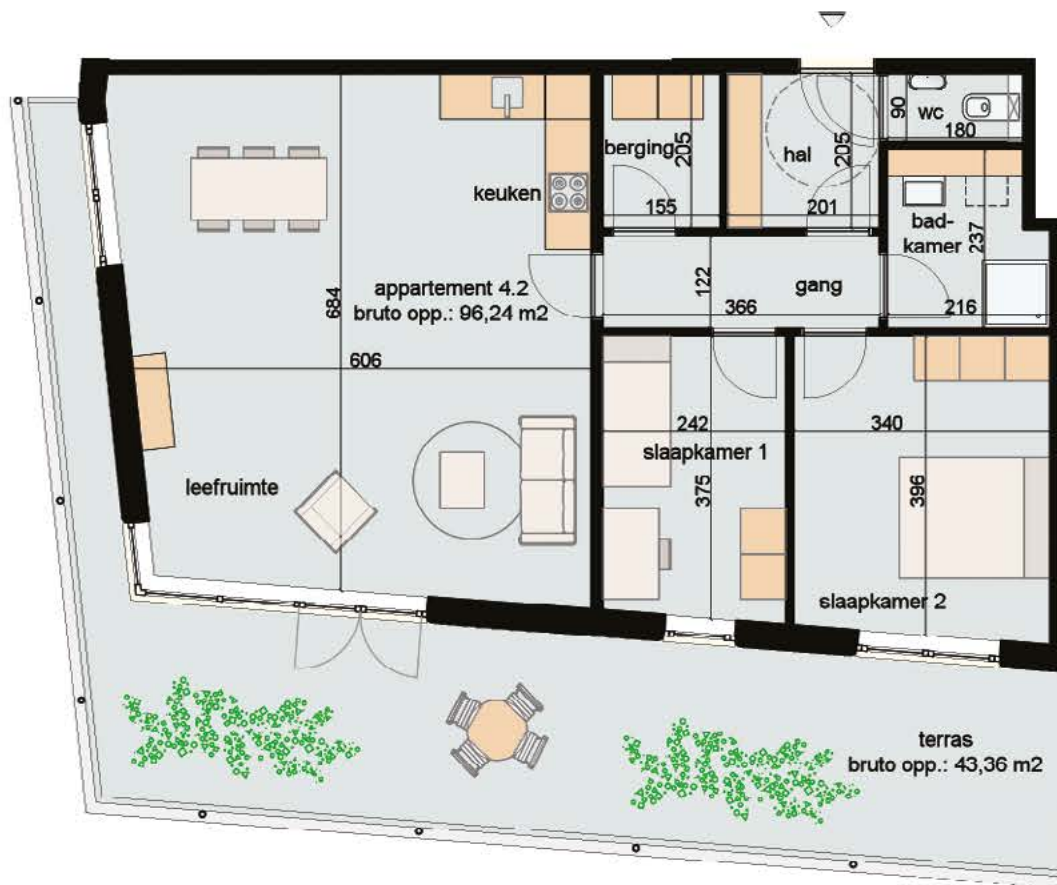 wc
90
180
berging
205
155
hal
205
201
keuken
bad-
kamer
237
216
appartement 4.2
bruto opp.: 96,24 m2
684
606
122
gang
366
leefruimte
242
slaapkamer 1
375
340
396
slaapkamer 2
terras
bruto opp.: 43,36 m2